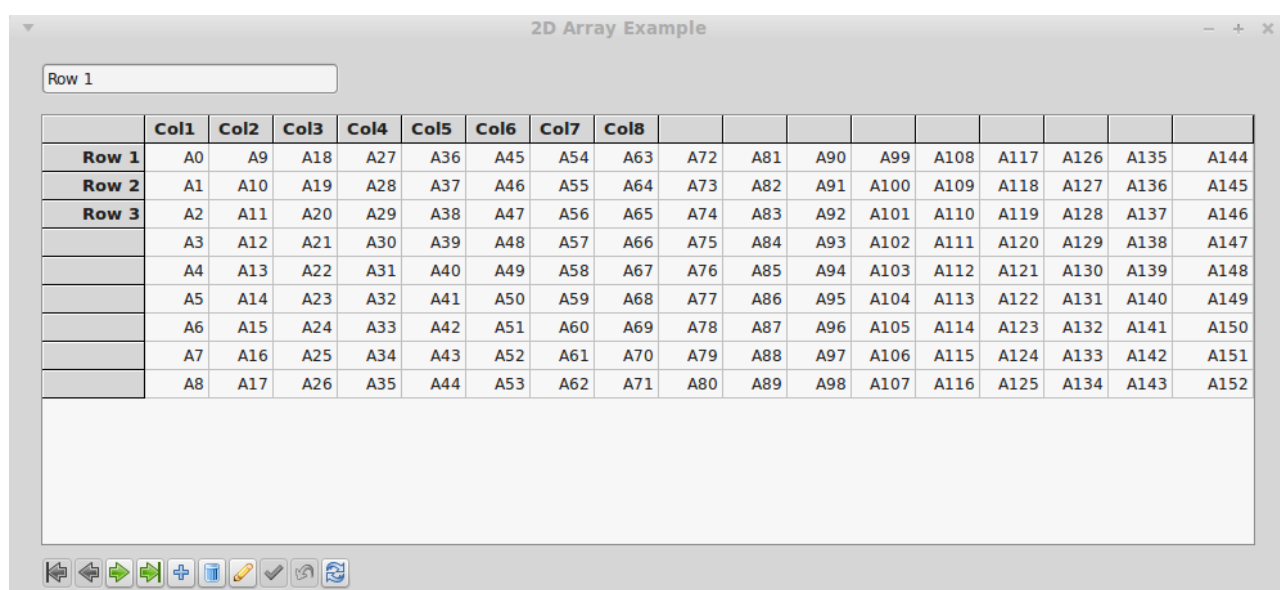 2D Array Example
Row 1
Col1 Col2 Col3 Col4 Col5 Col6 Col7 Col8
Row 1 A0 A9 A18 A27 A36 A45 A54 A63 A72 A81 A90 A99 A108 A117 A126 A135 A144
Row 2 A1 A10 A19 A28 A37 A46 A55 A64 A73 A82 A91 A100 A109 A118 A127 A136 A145
Row 3 A2 A11 A20 A29 A38 A47 A56 A65 A74 A83 A92 A101 A110 A119 A128 A137 A146
A3 A12 A21 A30 A39 A48 A57 A66 A75 A84 A93 A102 A111 A120 A129 A138 A147
A4 A13 A22 A31 A40 A49 A58 A67 A76 A85 A94 A103 A112 A121 A130 A139 A148
A5 A14 A23 A32 A41 A50 A59 A68 A77 A86 A95 A104 A113 A122 A131 A140 A149
A6 A15 A24 A33 A42 A51 A60 A69 A78 A87 A96 A105 A114 A123 A132 A141 A150
A7 A16 A25 A34 A43 A52 A61 A70 A79 A88 A97 A106 A115 A124 A133 A142 A151
A8 A17 A26 A35 A44 A53 A62 A71 A80 A89 A98 A107 A116 A125 A134 A143 A152